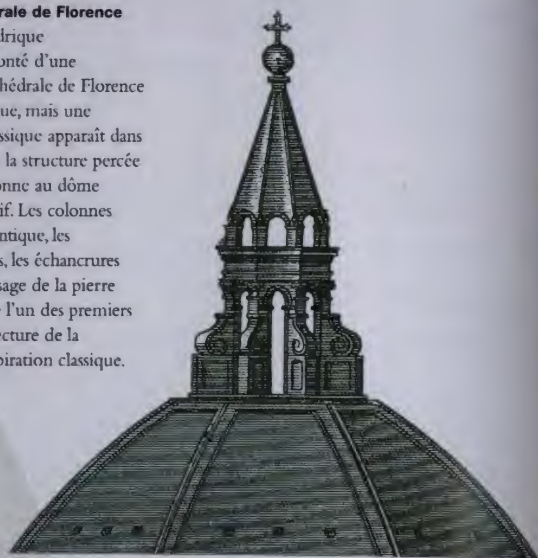 rale de Florence
drique
onté d'une
hédrale de Florence
ue, mais une
ssique apparaît dans
la structure percée
onne au dôme
if. Les colonnes
ntique, les
s, les échancrures
sage de la pierre
l'un des premiers
cture de la
piration classique.